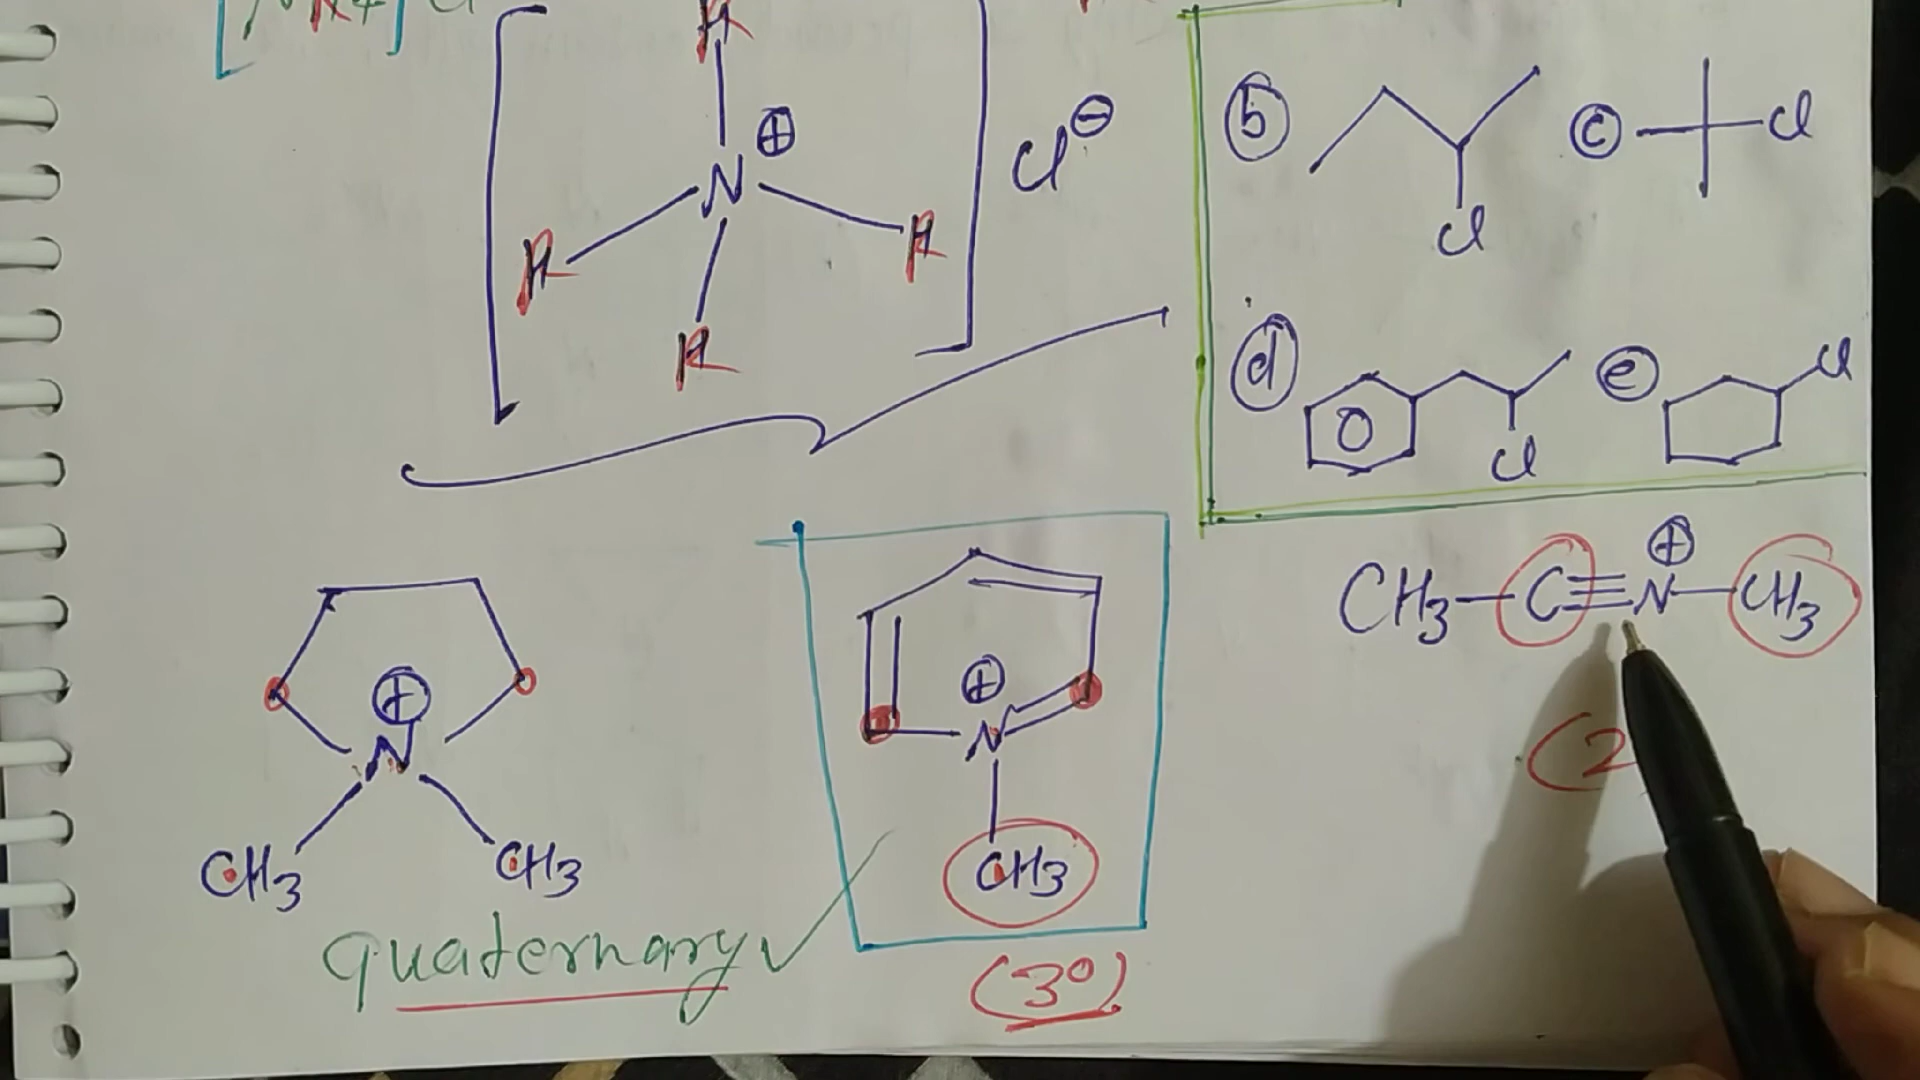 R
N ⊕
R R
R
Cl ⊖
b Cl
c Cl
d Cl
e Cl
⊕
N
CH3 CH3
quaternary ✓
⊕
N
CH3
(3°)
⊕
CH3-C≡N-CH3
(2